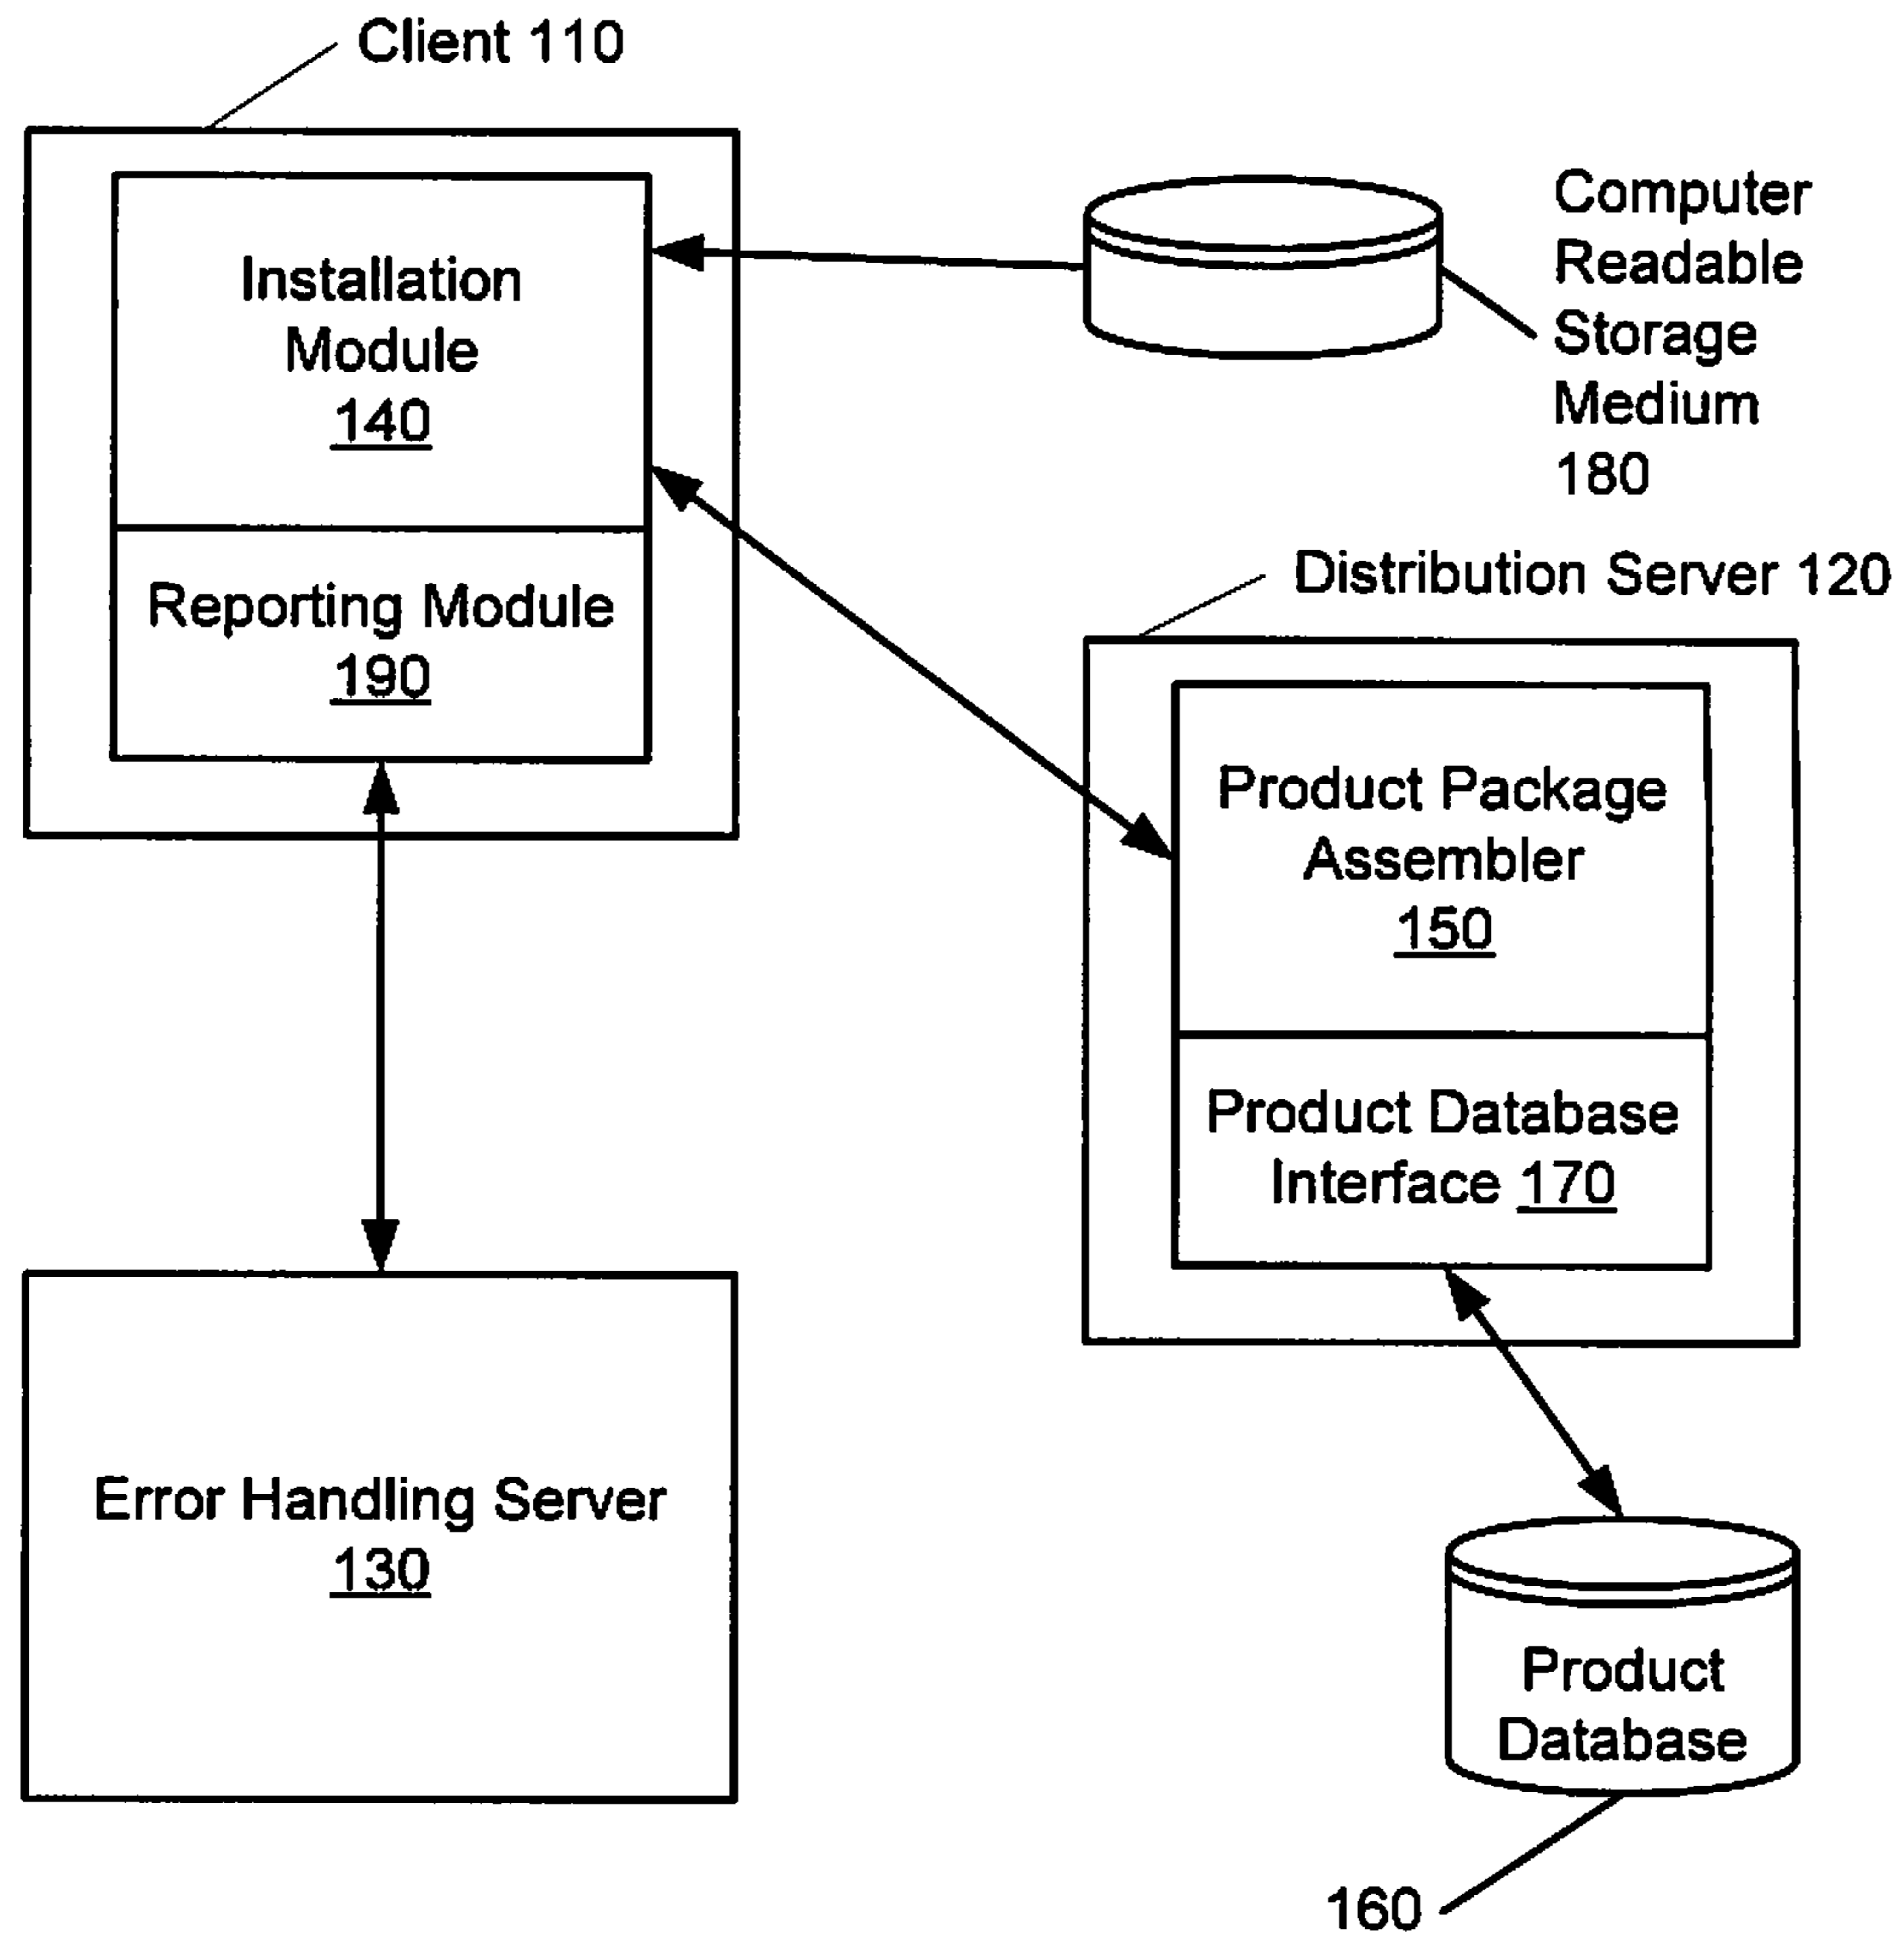 Client 110
Installation
Module
140
Reporting Module
190
Computer
Readable
Storage
Medium
180
Distribution Server 120
Product Package
Assembler
150
Product Database
Interface 170
Error Handling Server
130
Product
Database
160